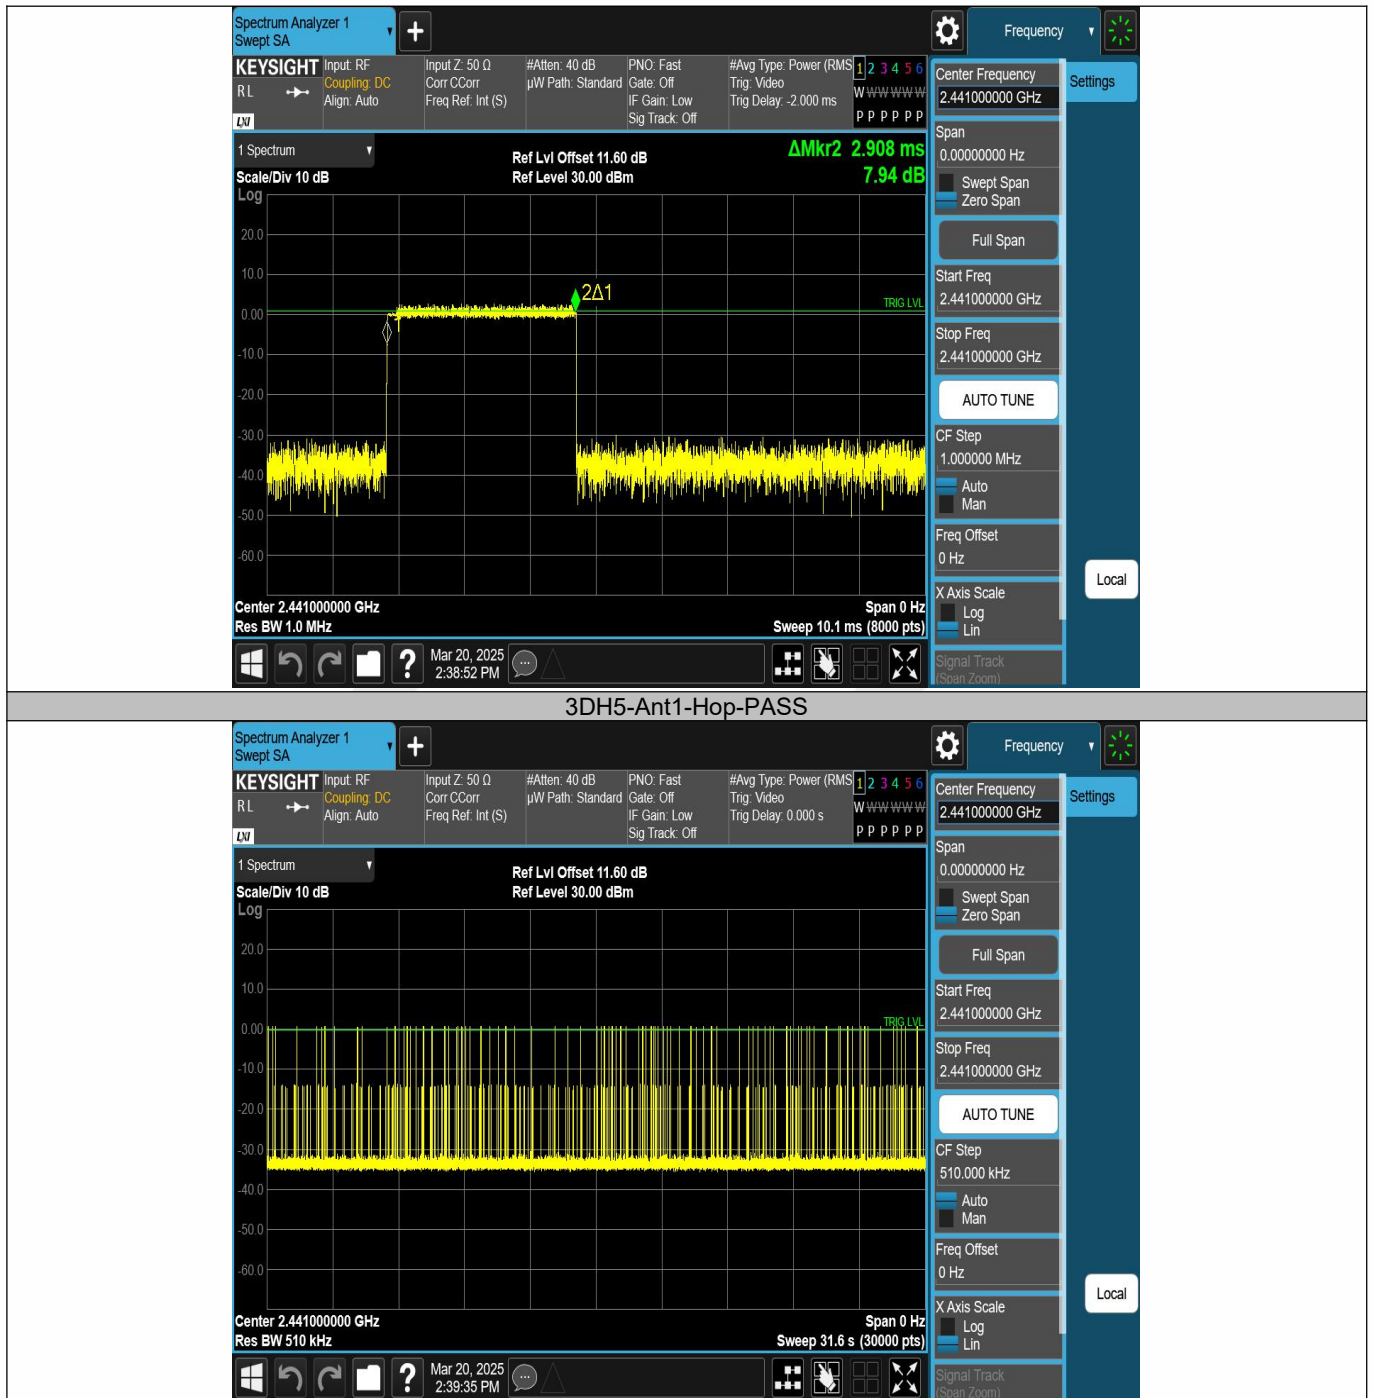 Spectrum Analyzer 1
Swept SA
Frequency
KEYSIGHT
RL
LXI
Input: RF
Coupling: DC
Align: Auto
Input Z: 50 Ω
Corr CCorr
Freq Ref: Int (S)
#Atten: 40 dB
µW Path: Standard
PNO: Fast
Gate: Off
IF Gain: Low
Sig Track: Off
#Avg Type: Power (RMS
Trig: Video
Trig Delay: -2.000 ms
1 2 3 4 5 6
W W W W W W
P P P P P P
1 Spectrum
Scale/Div 10 dB
Ref Lvl Offset 11.60 dB
Ref Level 30.00 dBm
ΔMkr2 2.908 ms
7.94 dB
Log
20.0
10.0
0.00
-10.0
-20.0
-30.0
-40.0
-50.0
-60.0
2Δ1
TRIG LVL
Center 2.441000000 GHz
Res BW 1.0 MHz
Span 0 Hz
Sweep 10.1 ms (8000 pts)
Mar 20, 2025
2:38:52 PM
Center Frequency
2.441000000 GHz
Settings
Span
0.00000000 Hz
Swept Span
Zero Span
Full Span
Start Freq
2.441000000 GHz
Stop Freq
2.441000000 GHz
AUTO TUNE
CF Step
1.000000 MHz
Auto
Man
Freq Offset
0 Hz
X Axis Scale
Log
Lin
Signal Track
(Span Zoom)
Local
3DH5-Ant1-Hop-PASS
Spectrum Analyzer 1
Swept SA
Frequency
KEYSIGHT
RL
LXI
Input: RF
Coupling: DC
Align: Auto
Input Z: 50 Ω
Corr CCorr
Freq Ref: Int (S)
#Atten: 40 dB
µW Path: Standard
PNO: Fast
Gate: Off
IF Gain: Low
Sig Track: Off
#Avg Type: Power (RMS
Trig: Video
Trig Delay: 0.000 s
1 2 3 4 5 6
W W W W W W
P P P P P P
1 Spectrum
Scale/Div 10 dB
Ref Lvl Offset 11.60 dB
Ref Level 30.00 dBm
Log
20.0
10.0
0.00
-10.0
-20.0
-30.0
-40.0
-50.0
-60.0
TRIG LVL
Center 2.441000000 GHz
Res BW 510 kHz
Span 0 Hz
Sweep 31.6 s (30000 pts)
Mar 20, 2025
2:39:35 PM
Center Frequency
2.441000000 GHz
Settings
Span
0.00000000 Hz
Swept Span
Zero Span
Full Span
Start Freq
2.441000000 GHz
Stop Freq
2.441000000 GHz
AUTO TUNE
CF Step
510.000 kHz
Auto
Man
Freq Offset
0 Hz
X Axis Scale
Log
Lin
Signal Track
(Span Zoom)
Local